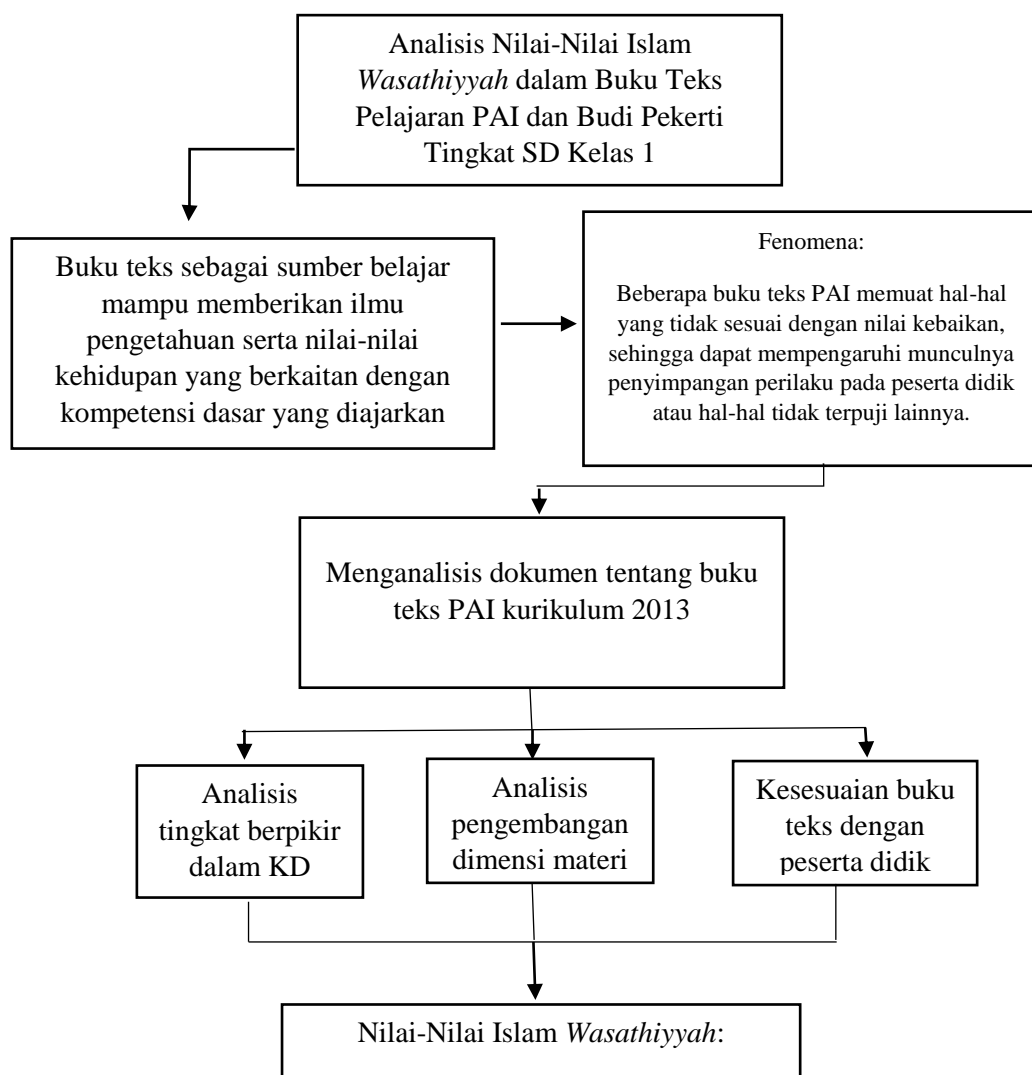 Analisis Nilai-Nilai Islam
Wasathiyyah dalam Buku Teks
Pelajaran PAI dan Budi Pekerti
Tingkat SD Kelas 1
Buku teks sebagai sumber belajar
mampu memberikan ilmu
pengetahuan serta nilai-nilai
kehidupan yang berkaitan dengan
kompetensi dasar yang diajarkan
Fenomena:
Beberapa buku teks PAI memuat hal-hal
yang tidak sesuai dengan nilai kebaikan,
sehingga dapat mempengaruhi munculnya
penyimpangan perilaku pada peserta didik
atau hal-hal tidak terpuji lainnya.
Menganalisis dokumen tentang buku
teks PAI kurikulum 2013
Analisis
tingkat berpikir
dalam KD
Analisis
pengembangan
dimensi materi
Kesesuaian buku
teks dengan
peserta didik
Nilai-Nilai Islam Wasathiyyah: